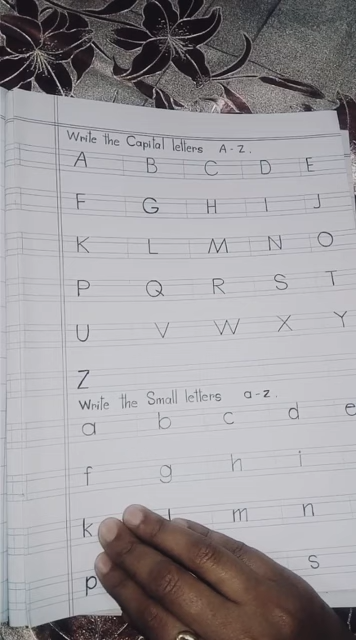 Write the Capital letters A-Z.
A B C D E
F G H I J
K L M N O
P Q R S T
U V W X Y
Z
Write the Small letters a-z.
a b c d e
f g h i
k l m n
p s